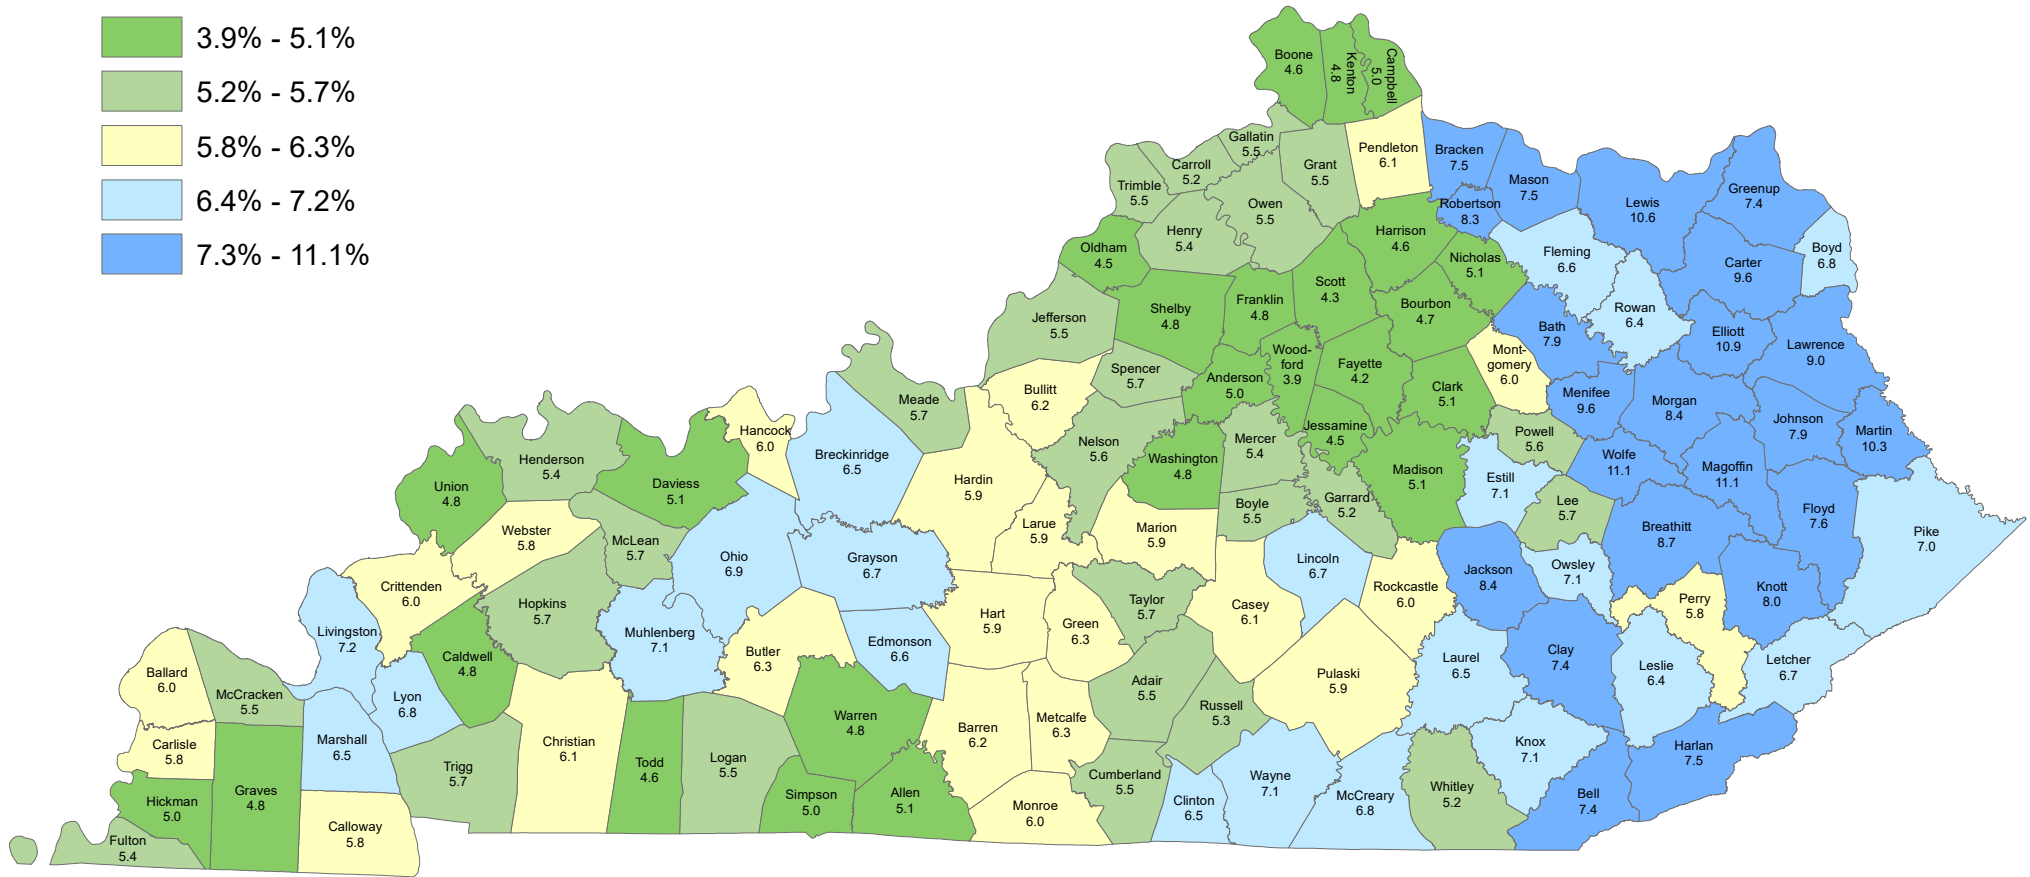 3.9% - 5.1%
5.2% - 5.7%
5.8% - 6.3%
6.4% - 7.2%
7.3% - 11.1%
Boone
4.6
Kenton
4.8
Campbell
5.0
Gallatin
5.5
Carroll
5.2
Trimble
5.5
Grant
5.5
Pendleton
6.1
Bracken
7.5
Mason
7.5
Robertson
8.3
Lewis
10.6
Greenup
7.4
Boyd
6.8
Carter
9.6
Fleming
6.6
Rowan
6.4
Owen
5.5
Henry
5.4
Oldham
4.5
Harrison
4.6
Nicholas
5.1
Scott
4.3
Bourbon
4.7
Franklin
4.8
Shelby
4.8
Jefferson
5.5
Wood-
ford
3.9
Fayette
4.2
Clark
5.1
Mont-
gomery
6.0
Bath
7.9
Elliott
10.9
Lawrence
9.0
Menifee
9.6
Morgan
8.4
Johnson
7.9
Martin
10.3
Anderson
5.0
Spencer
5.7
Bullitt
6.2
Meade
5.7
Breckinridge
6.5
Hancock
6.0
Daviess
5.1
Henderson
5.4
Union
4.8
Webster
5.8
McLean
5.7
Ohio
6.9
Grayson
6.7
Hardin
5.9
Larue
5.9
Nelson
5.6
Washington
4.8
Mercer
5.4
Jessamine
4.5
Madison
5.1
Garrard
5.2
Boyle
5.5
Marion
5.9
Estill
7.1
Powell
5.6
Wolfe
11.1
Magoffin
11.1
Floyd
7.6
Lee
5.7
Breathitt
8.7
Pike
7.0
Knott
8.0
Perry
5.8
Owsley
7.1
Jackson
8.4
Rockcastle
6.0
Lincoln
6.7
Casey
6.1
Taylor
5.7
Green
6.3
Hart
5.9
Edmonson
6.6
Butler
6.3
Muhlenberg
7.1
Hopkins
5.7
Crittenden
6.0
Livingston
7.2
Caldwell
4.8
Lyon
6.8
Ballard
6.0
McCracken
5.5
Carlisle
5.8
Marshall
6.5
Hickman
5.0
Graves
4.8
Fulton
5.4
Calloway
5.8
Trigg
5.7
Christian
6.1
Todd
4.6
Logan
5.5
Warren
4.8
Simpson
5.0
Allen
5.1
Barren
6.2
Metcalfe
6.3
Monroe
6.0
Adair
5.5
Russell
5.3
Cumberland
5.5
Clinton
6.5
Wayne
7.1
Pulaski
5.9
McCreary
6.8
Laurel
6.5
Whitley
5.2
Knox
7.1
Clay
7.4
Leslie
6.4
Letcher
6.7
Harlan
7.5
Bell
7.4